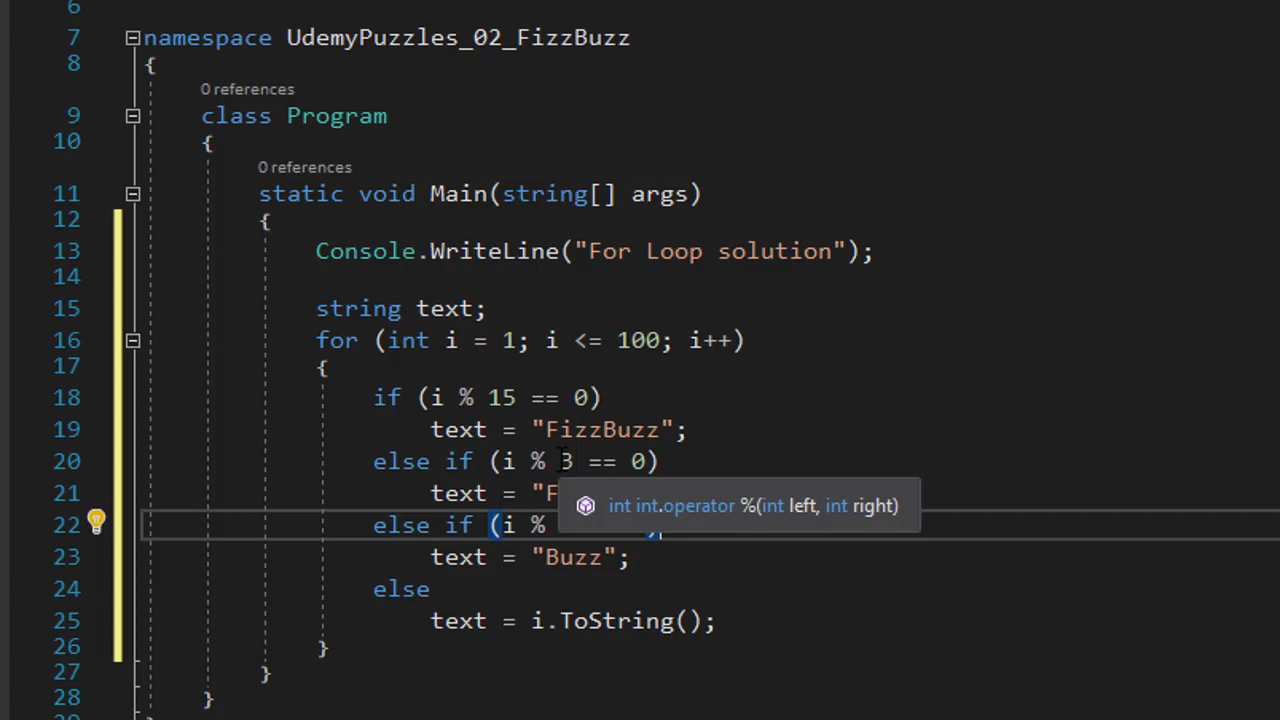 6
7 namespace UdemyPuzzles_02_FizzBuzz
8 {
0 references
9 class Program
10 {
0 references
11 static void Main(string[] args)
12 {
13 Console.WriteLine("For Loop solution");
14
15 string text;
16 for (int i = 1; i <= 100; i++)
17 {
18 if (i % 15 == 0)
19 text = "FizzBuzz";
20 else if (i % 3 == 0)
21 text = "F
int int.operator %(int left, int right)
22 else if (i % )
23 text = "Buzz";
24 else
25 text = i.ToString();
26 }
27 }
28 }